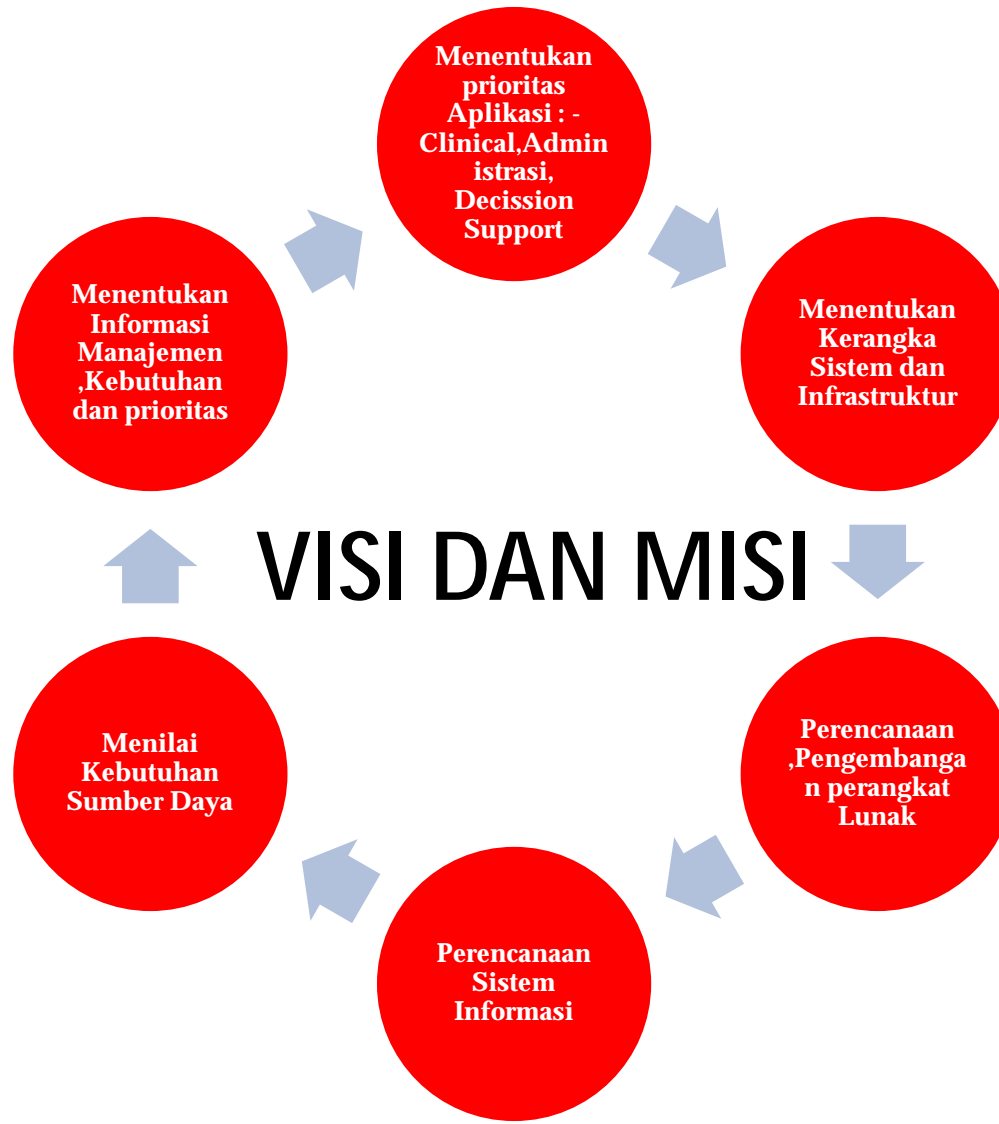 Menentukan
prioritas
Aplikasi : -
Clinical,Admin
istrasi,
Decission
Support
Menentukan
Kerangka
Sistem dan
Infrastruktur
Perencanaan
,Pengembanga
n perangkat
Lunak
Perencanaan
Sistem
Informasi
Menilai
Kebutuhan
Sumber Daya
Menentukan
Informasi
Manajemen
,Kebutuhan
dan prioritas
VISI DAN MISI